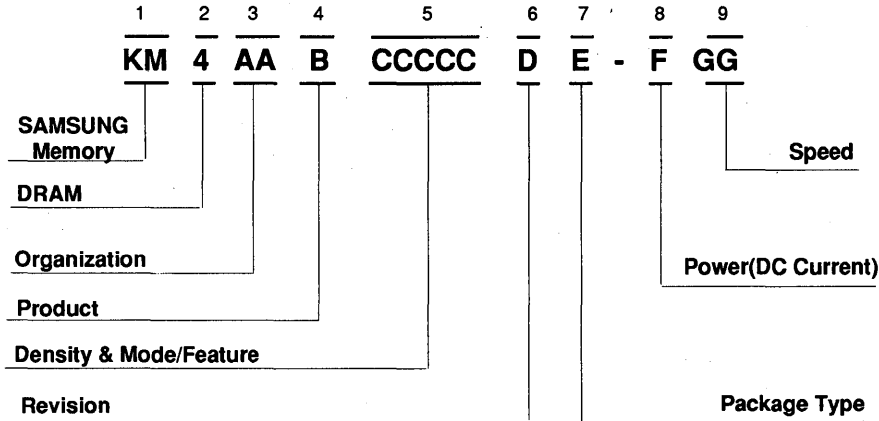 1 2 3 4 5 6 7 8 9
KM 4 AA B CCCCC D E - F GG
SAMSUNG
Memory
Speed
DRAM
Organization
Power(DC Current)
Product
Density & Mode/Feature
Revision
Package Type